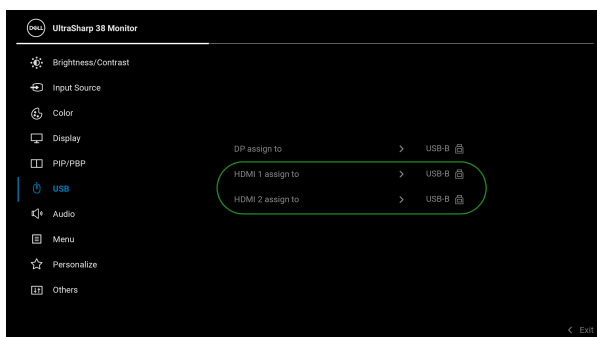 DELL UltraSharp 38 Monitor
Brightness/Contrast
Input Source
Color
Display
DP assign to > USB-B
PIP/PBP
HDMI 1 assign to > USB-B
USB
HDMI 2 assign to > USB-B
Audio
Menu
Personalize
Others
< Exit